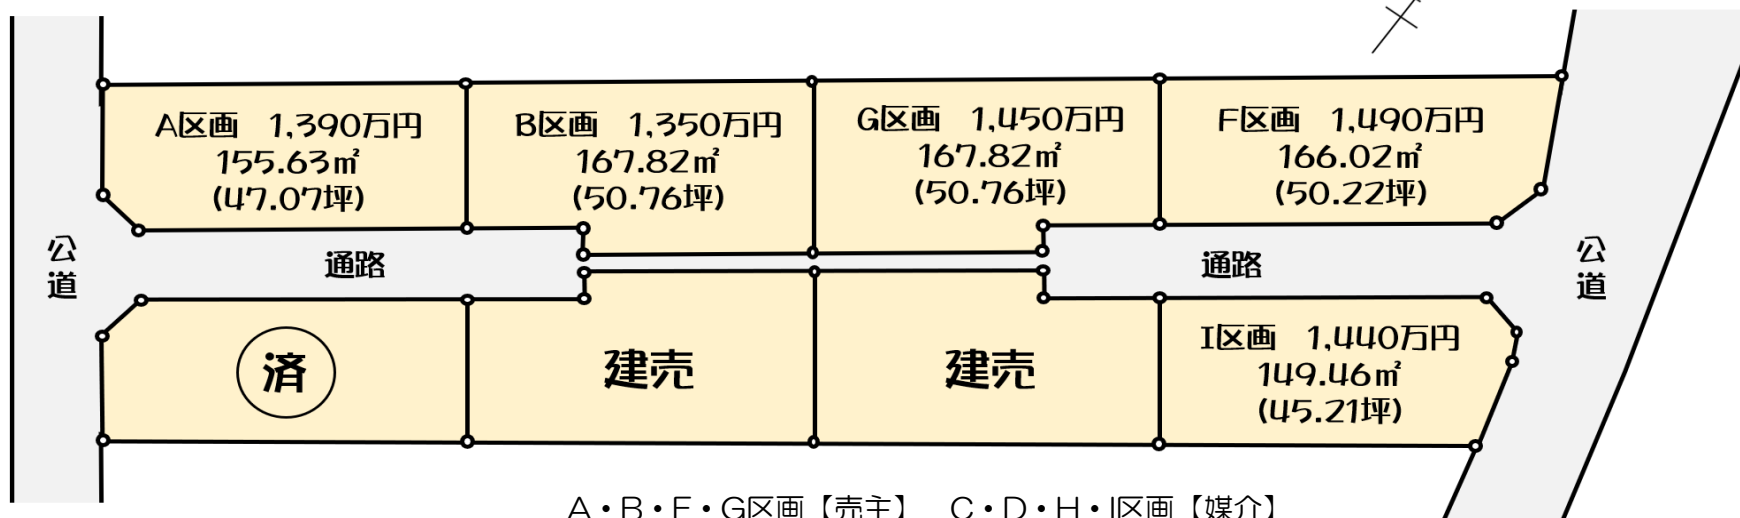 A区画 1,390万円
155.63㎡
(47.07坪)
B区画 1,350万円
167.82㎡
(50.76坪)
G区画 1,450万円
167.82㎡
(50.76坪)
F区画 1,490万円
166.02㎡
(50.22坪)
公道
通路
通路
公道
済
建売
建売
I区画 1,440万円
149.46㎡
(45.21坪)
A・B・F・G区画【売主】 C・D・H・I区画【媒介】